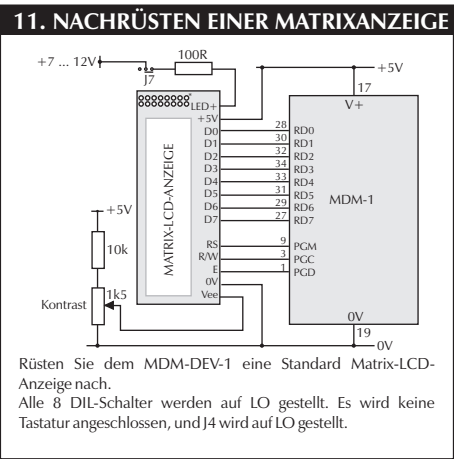 11. NACHRÜSTEN EINER MATRIXANZEIGE
+7 ... 12V
100R
J7
+5V
LED+
17
V+
+5V
D0 28 RD0
D1 30 RD1
D2 32 RD2
D3 34 RD3
D4 33 RD4
D5 31 RD5
D6 29 RD6
D7 27 RD7
MATRIX-LCD-ANZEIGE
MDM-1
+5V
10k
RS 9 PGM
R/W 3 PGC
E 1 PGD
0V
Vee
1k5
Kontrast
0V
19
0V
Rüsten Sie dem MDM-DEV-1 eine Standard Matrix-LCD-
Anzeige nach.
Alle 8 DIL-Schalter werden auf LO gestellt. Es wird keine
Tastatur angeschlossen, und J4 wird auf LO gestellt.